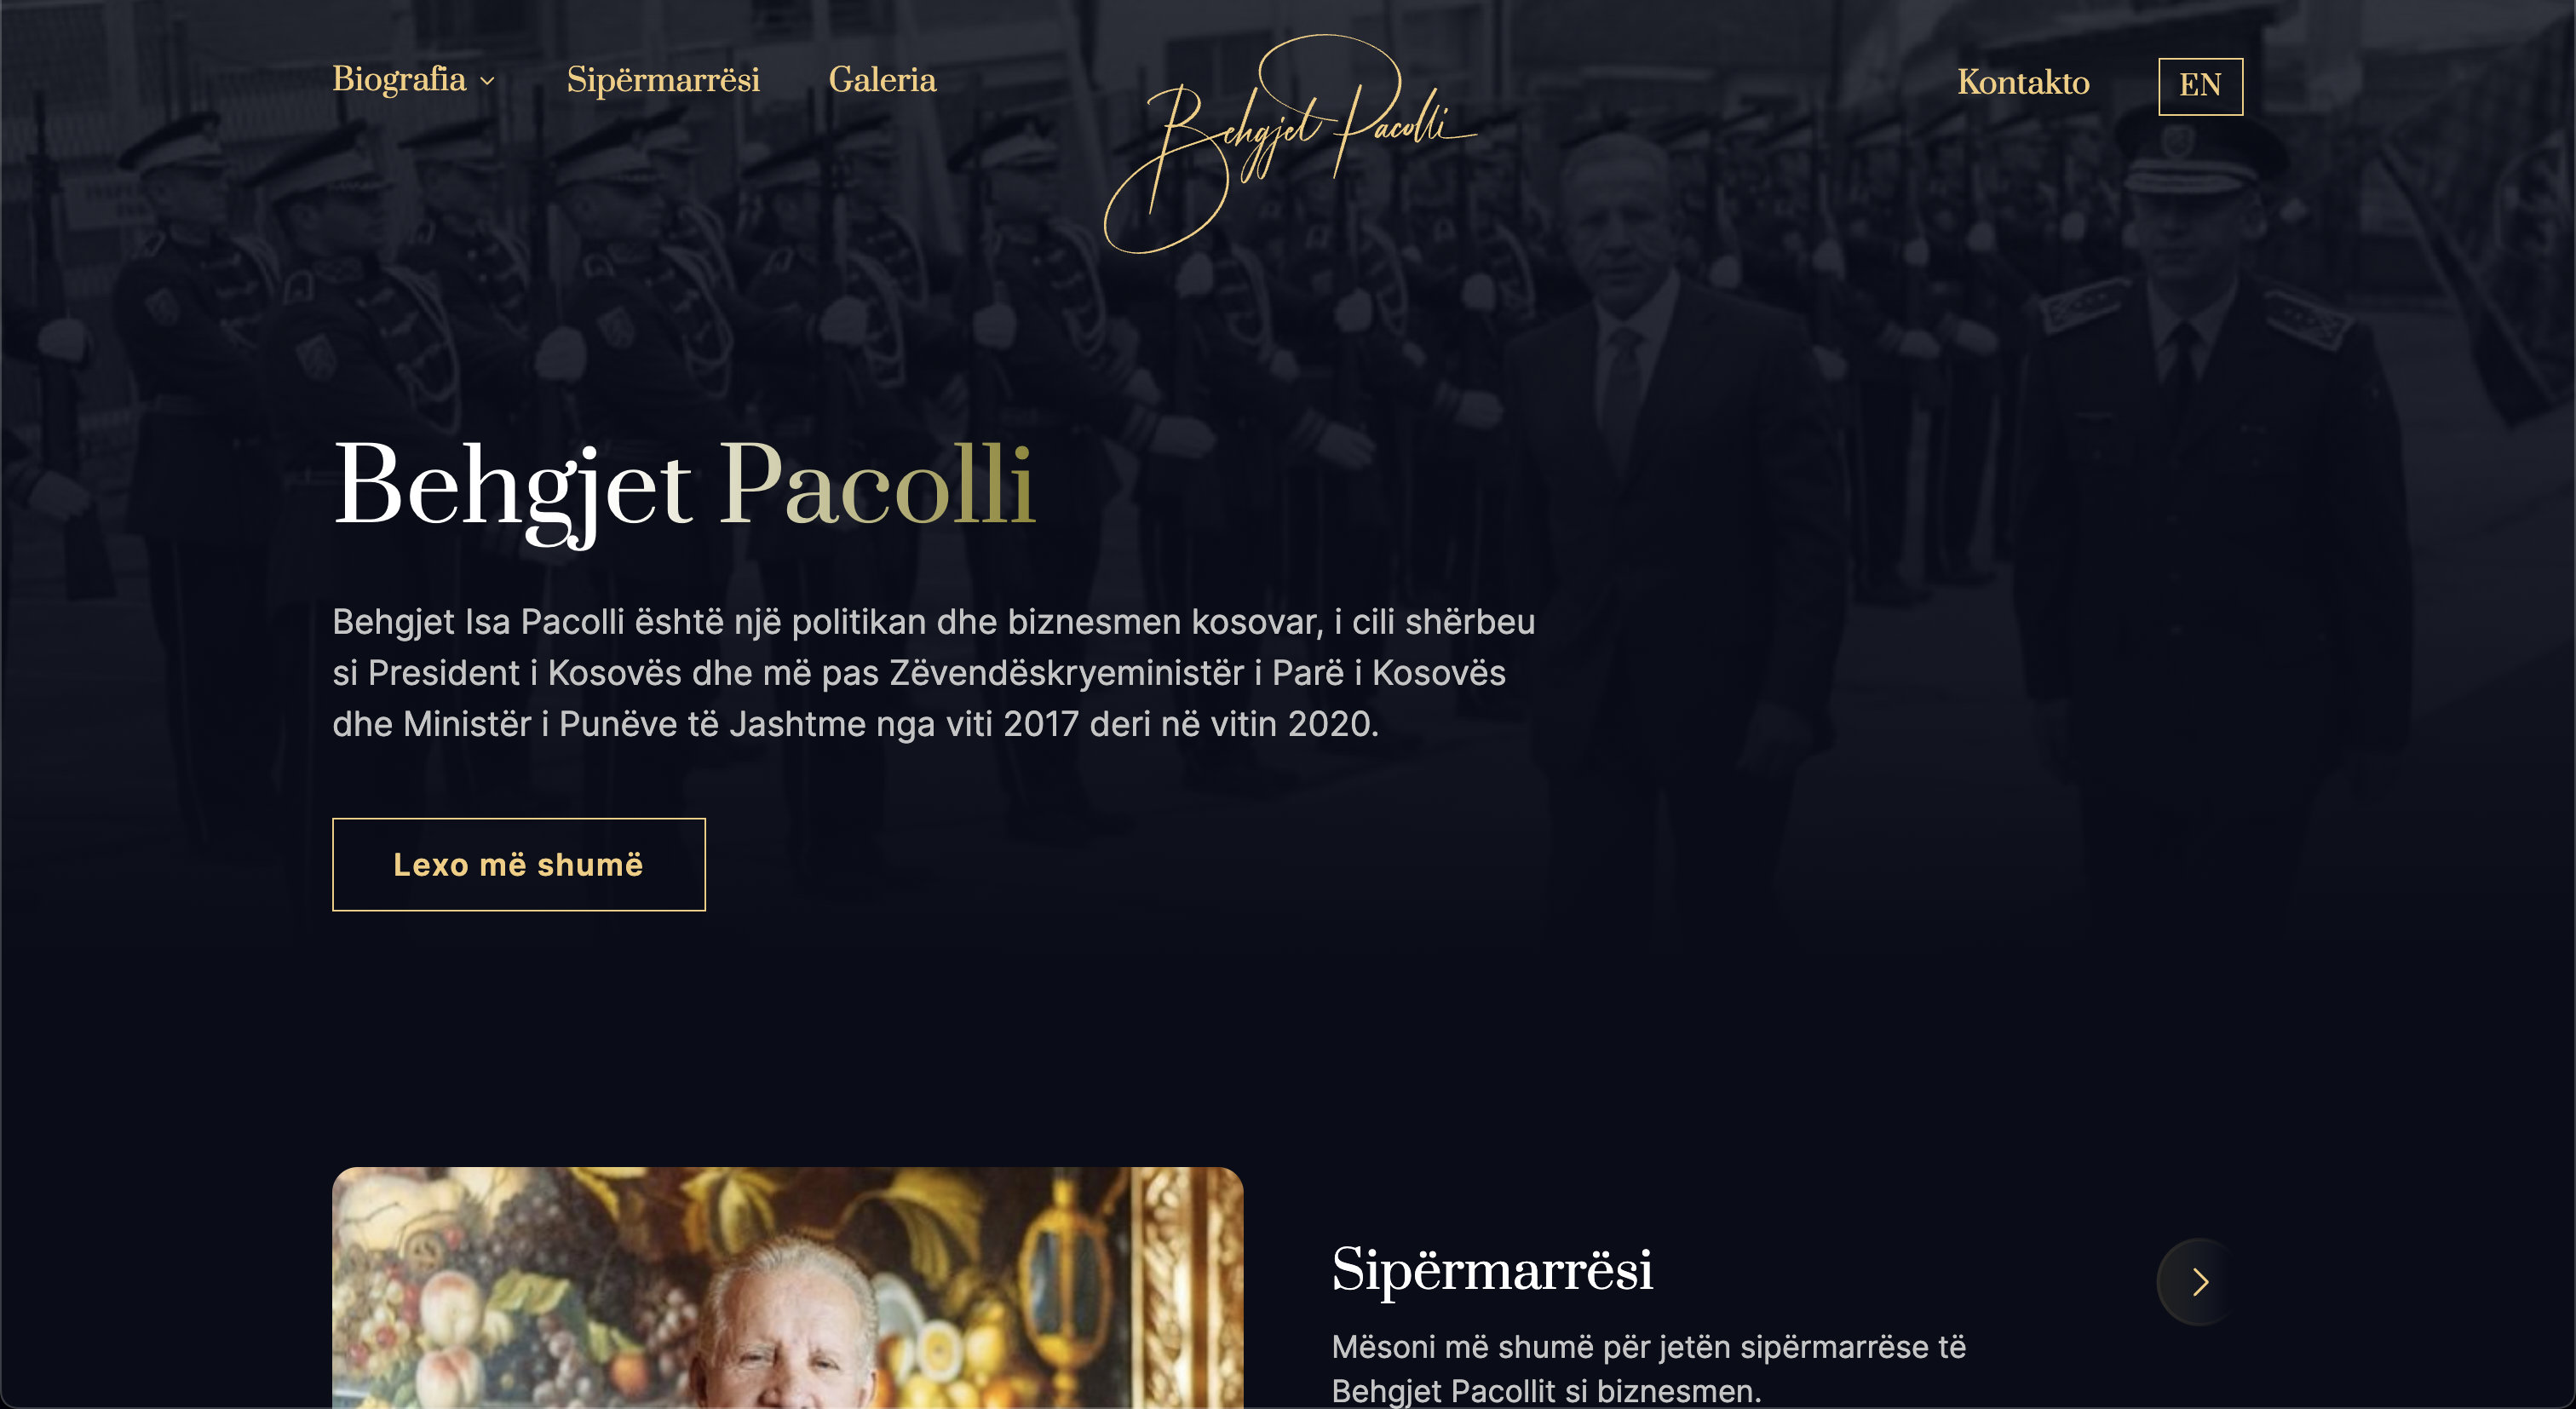 Biografia
Sipërmarrësi
Galeria
Behgjet Pacolli
Kontakto
EN
Behgjet Pacolli
Behgjet Isa Pacolli është një politikan dhe biznesmen kosovar, i cili shërbeu
si President i Kosovës dhe më pas Zëvendëskryeministër i Parë i Kosovës
dhe Ministër i Punëve të Jashtme nga viti 2017 deri në vitin 2020.
Lexo më shumë
Sipërmarrësi
Mësoni më shumë për jetën sipërmarrëse të
Behgjet Pacollit si biznesmen.